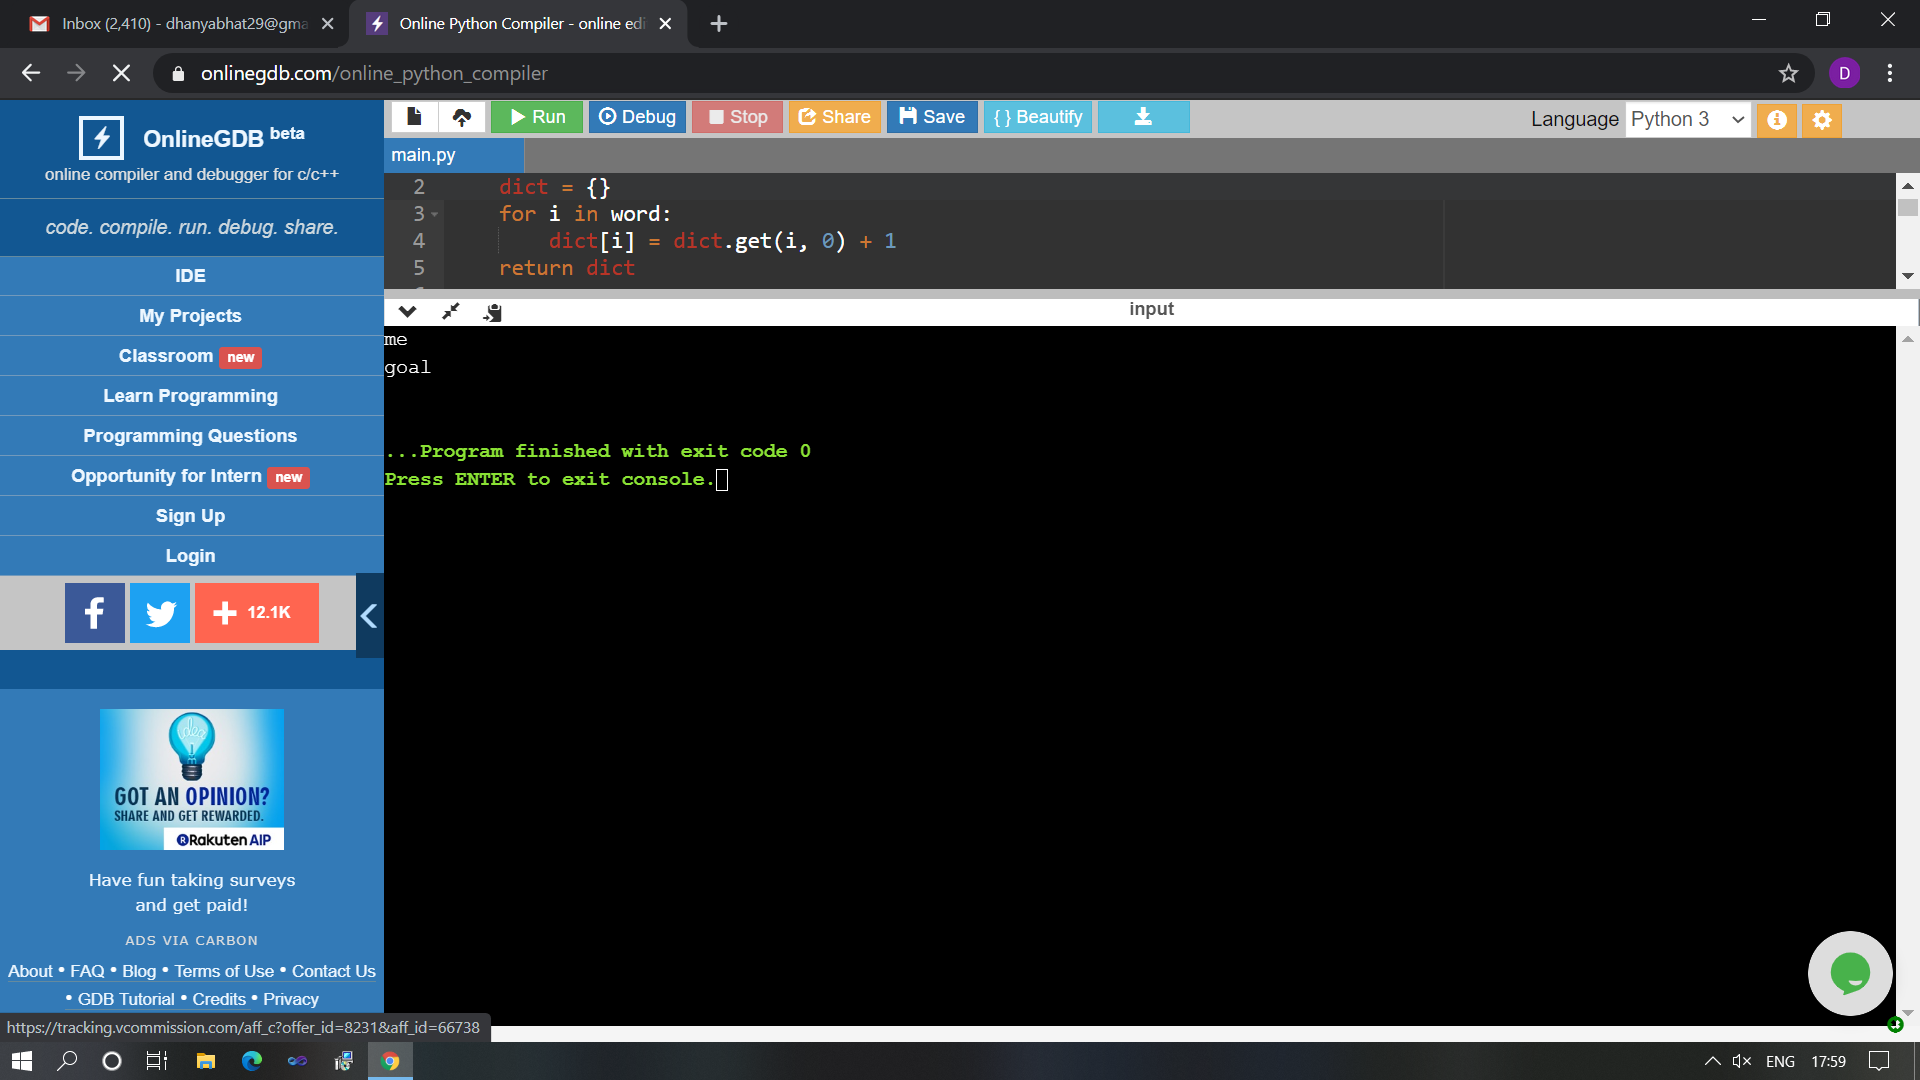 Inbox (2,410) - dhanyabhat29@gma
Online Python Compiler - online edi
onlinegdb.com/online_python_compiler
D
OnlineGDB beta
online compiler and debugger for c/c++
code. compile. run. debug. share.
IDE
My Projects
Classroom new
Learn Programming
Programming Questions
Opportunity for Intern new
Sign Up
Login
f
12.1K
idea
GOT AN OPINION?
SHARE AND GET REWARDED.
Rakuten AIP
Have fun taking surveys
and get paid!
ADS VIA CARBON
About • FAQ • Blog • Terms of Use • Contact Us
• GDB Tutorial • Credits • Privacy
https://tracking.vcommission.com/aff_c?offer_id=8231&aff_id=66738
Run Debug Stop Share Save { } Beautify
Language Python 3
main.py
2 dict = {}
3 for i in word:
4 dict[i] = dict.get(i, 0) + 1
5 return dict
input
me
goal
...Program finished with exit code 0
Press ENTER to exit console.
ENG 17:59